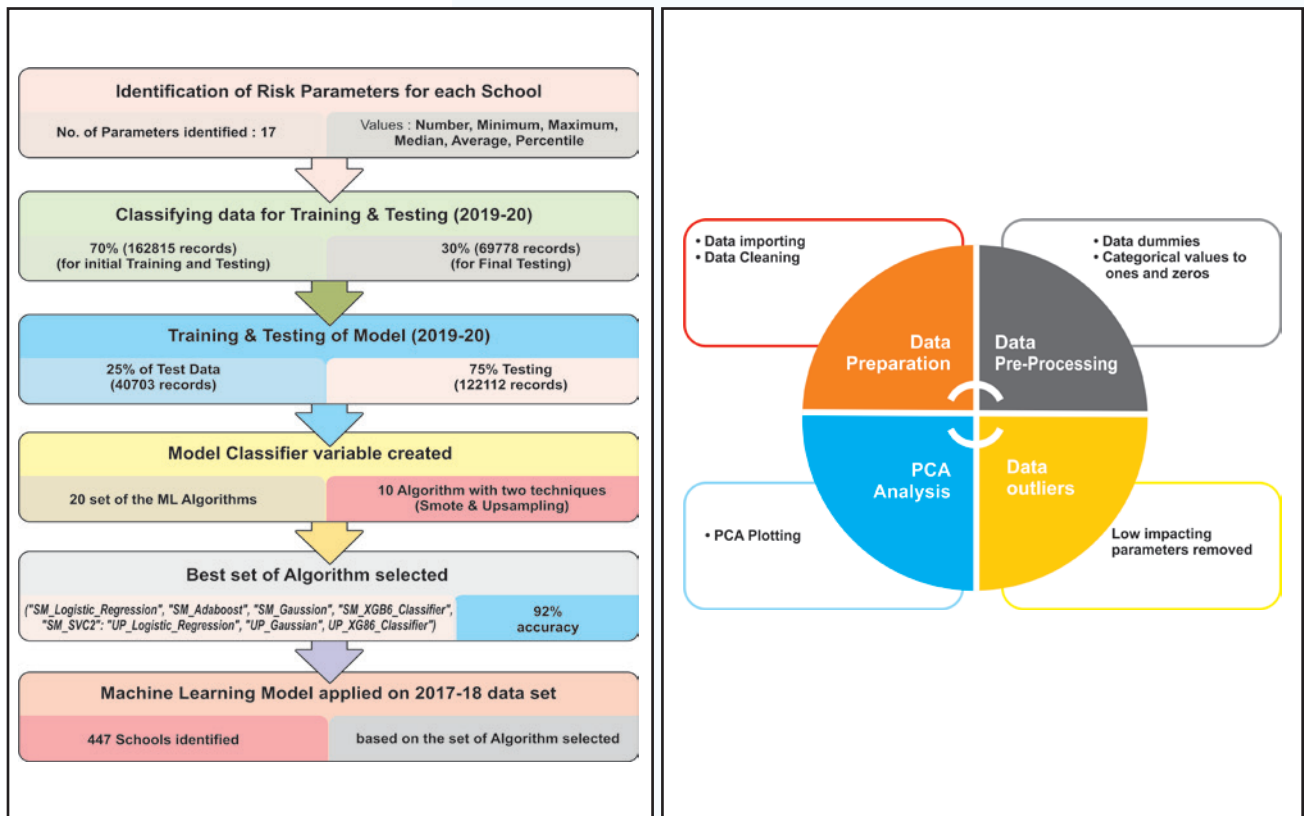 Identification of Risk Parameters for each School
No. of Parameters identified : 17
Values : Number, Minimum, Maximum,
Median, Average, Percentile
Classifying data for Training & Testing (2019-20)
70% (162815 records)
(for initial Training and Testing)
30% (69778 records)
(for Final Testing)
Training & Testing of Model (2019-20)
25% of Test Data
(40703 records)
75% Testing
(122112 records)
Model Classifier variable created
20 set of the ML Algorithms
10 Algorithm with two techniques
(Smote & Upsampling)
Best set of Algorithm selected
("SM_Logistic_Regression", "SM_Adaboost", "SM_Gaussion", "SM_XGB6_Classifier",
"SM_SVC2": "UP_Logistic_Regression", "UP_Gaussian", UP_XG86_Classifier")
92%
accuracy
Machine Learning Model applied on 2017-18 data set
447 Schools identified
based on the set of Algorithm selected
• Data importing
• Data Cleaning
• Data dummies
• Categorical values to
ones and zeros
Data
Preparation
Data
Pre-Processing
PCA
Analysis
Data
outliers
• PCA Plotting
Low impacting
parameters removed